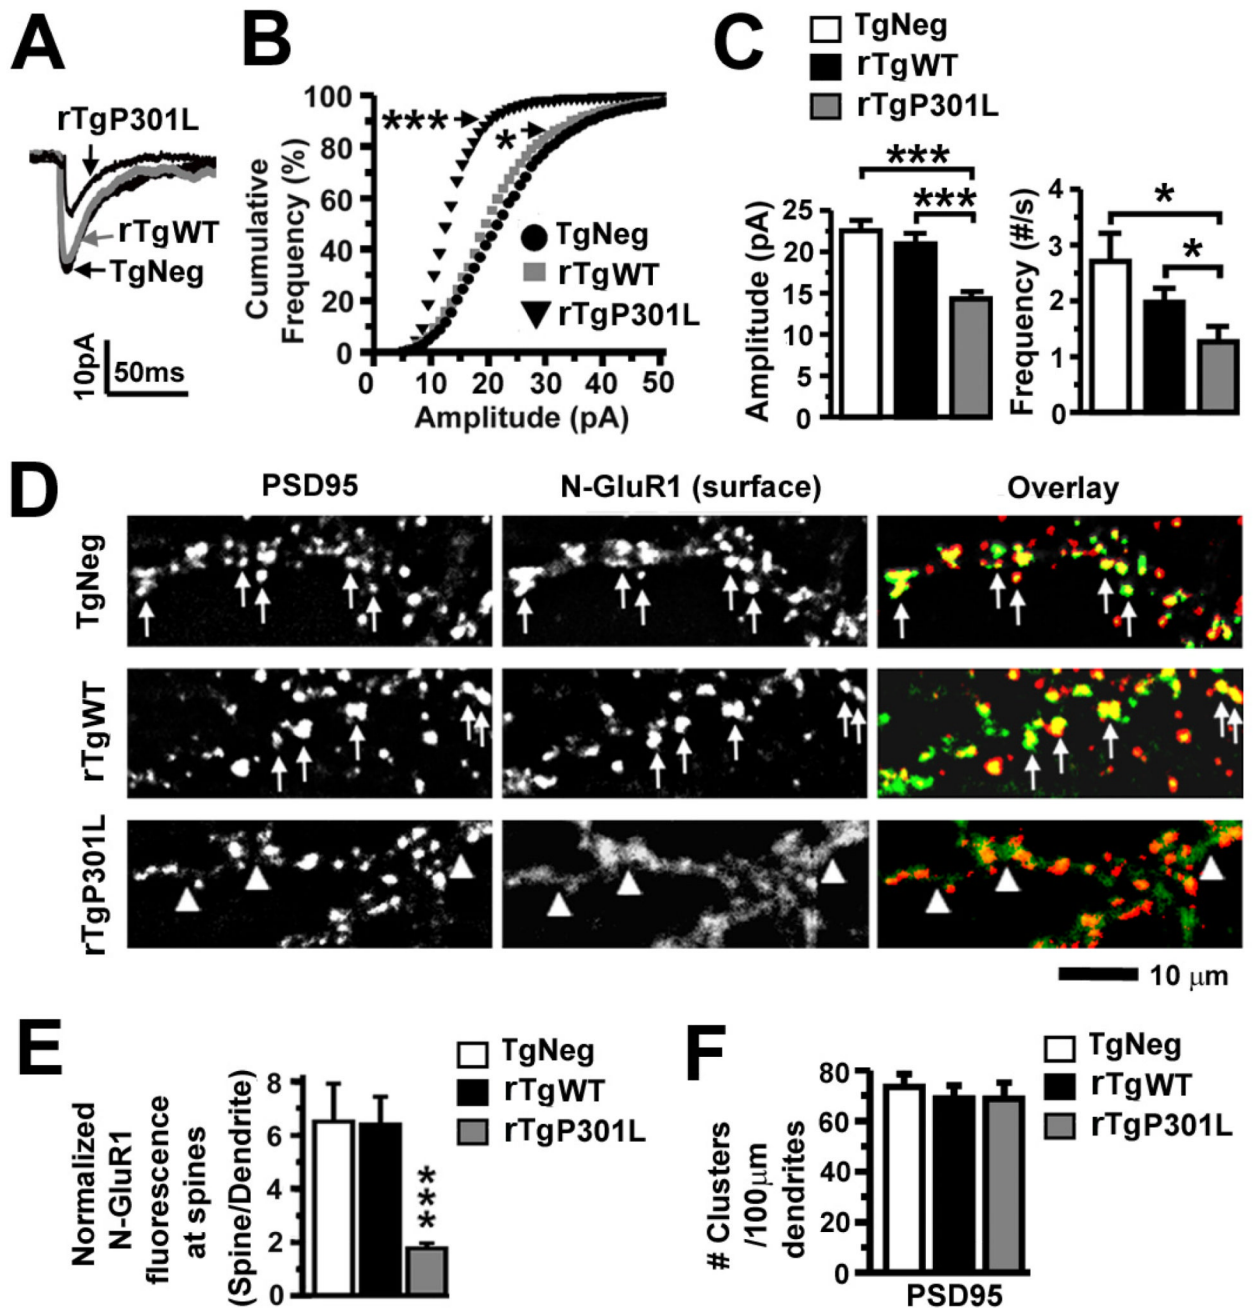 A
rTgP301L
rTgWT
TgNeg
10pA
50ms
B
Cumulative
Frequency (%)
100
80
60
40
20
0
***
*
TgNeg
rTgWT
rTgP301L
0 10 20 30 40 50
Amplitude (pA)
C
TgNeg
rTgWT
rTgP301L
***
***
Amplitude (pA)
25
20
15
10
5
0
*
*
Frequency (#/s)
4
3
2
1
0
D
PSD95 N-GluR1 (surface) Overlay
TgNeg
rTgWT
rTgP301L
10 μm
E
TgNeg
rTgWT
rTgP301L
Normalized
N-GluR1
fluorescence
at spines
(Spine/Dendrite)
8
6
4
2
0
***
F
TgNeg
rTgWT
rTgP301L
# Clusters
/100μm
dendrites
80
60
40
20
0
PSD95